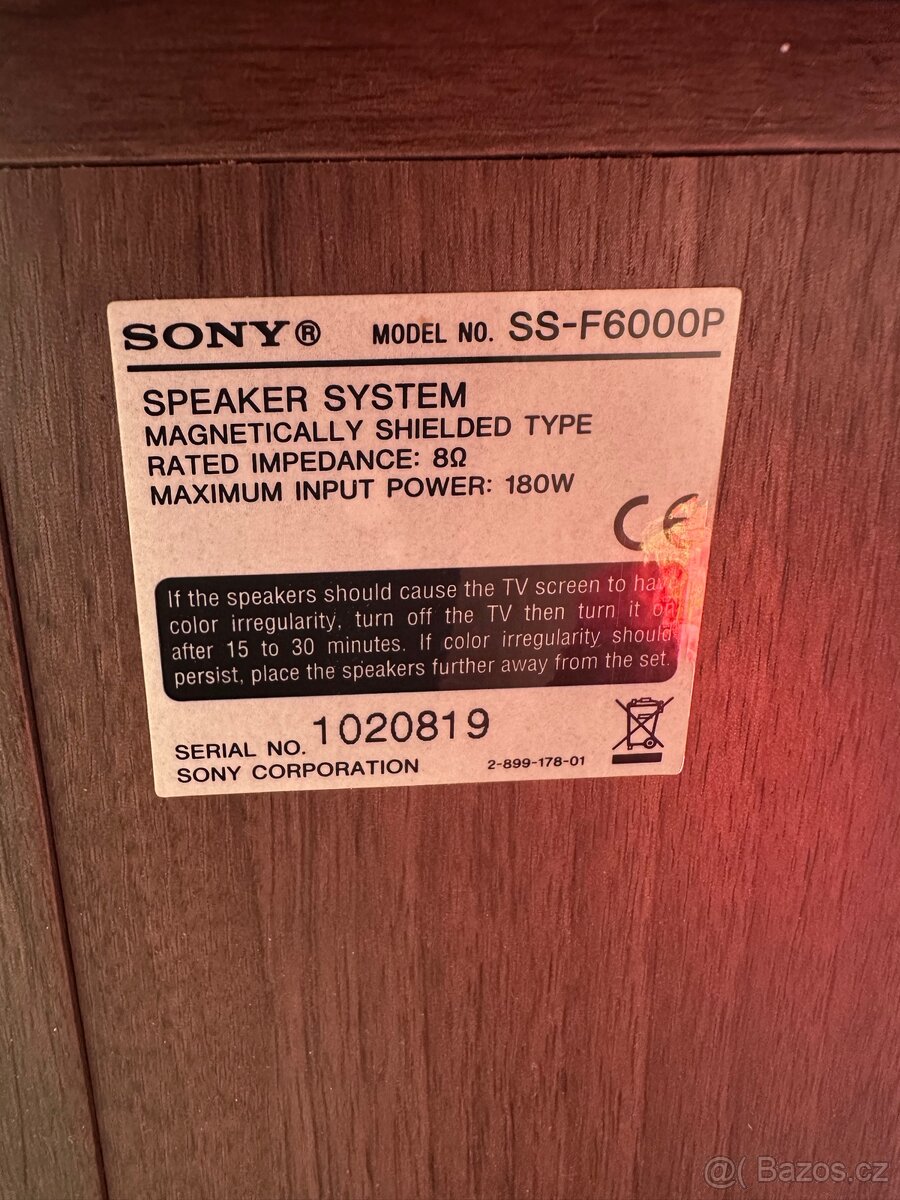 SONY® MODEL NO. SS-F6000P
SPEAKER SYSTEM
MAGNETICALLY SHIELDED TYPE
RATED IMPEDANCE: 8Ω
MAXIMUM INPUT POWER: 180W
CE
If the speakers should cause the TV screen to have
color irregularity, turn off the TV then turn it on
after 15 to 30 minutes. If color irregularity should
persist, place the speakers further away from the set.
SERIAL NO. 1020819
SONY CORPORATION 2-899-178-01
@( Bazos.cz